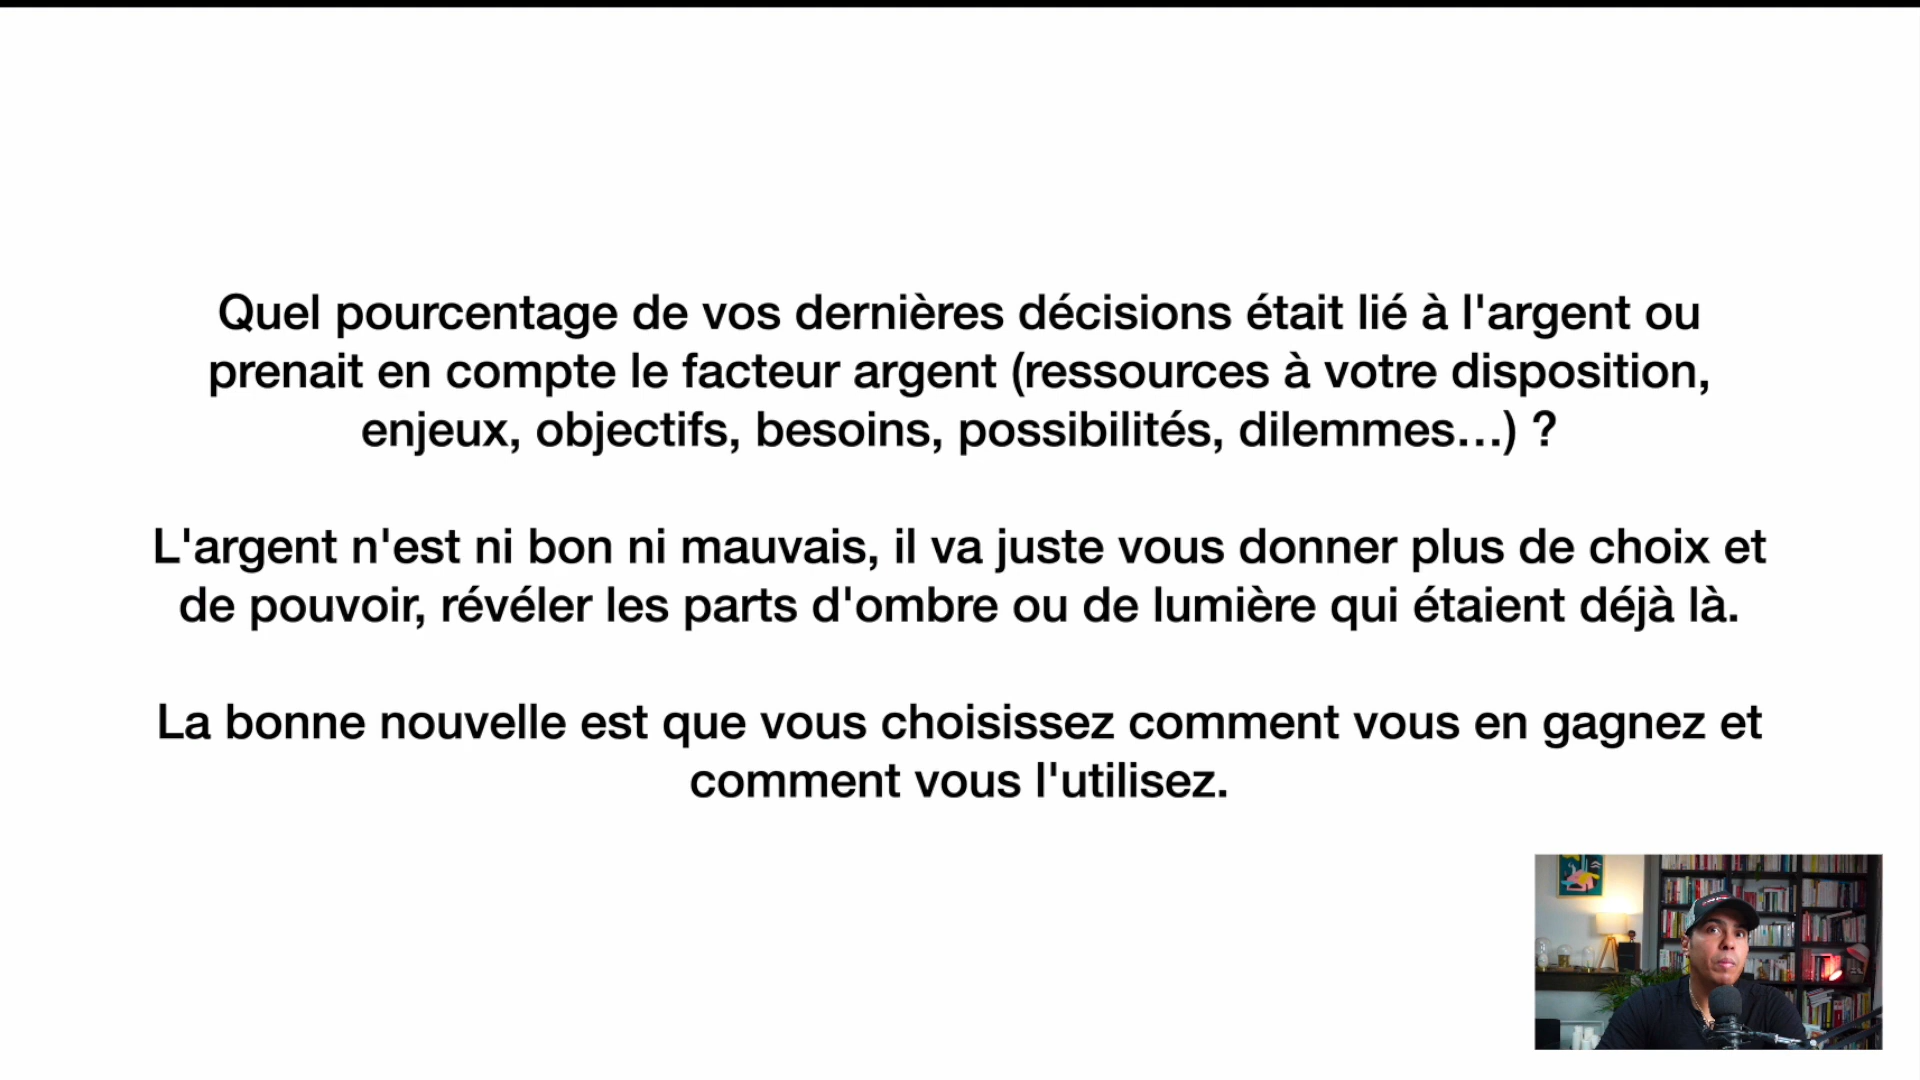 Quel pourcentage de vos dernières décisions était lié à l'argent ou
prenait en compte le facteur argent (ressources à votre disposition,
enjeux, objectifs, besoins, possibilités, dilemmes…) ?
L'argent n'est ni bon ni mauvais, il va juste vous donner plus de choix et
de pouvoir, révéler les parts d'ombre ou de lumière qui étaient déjà là.
La bonne nouvelle est que vous choisissez comment vous en gagnez et
comment vous l'utilisez.